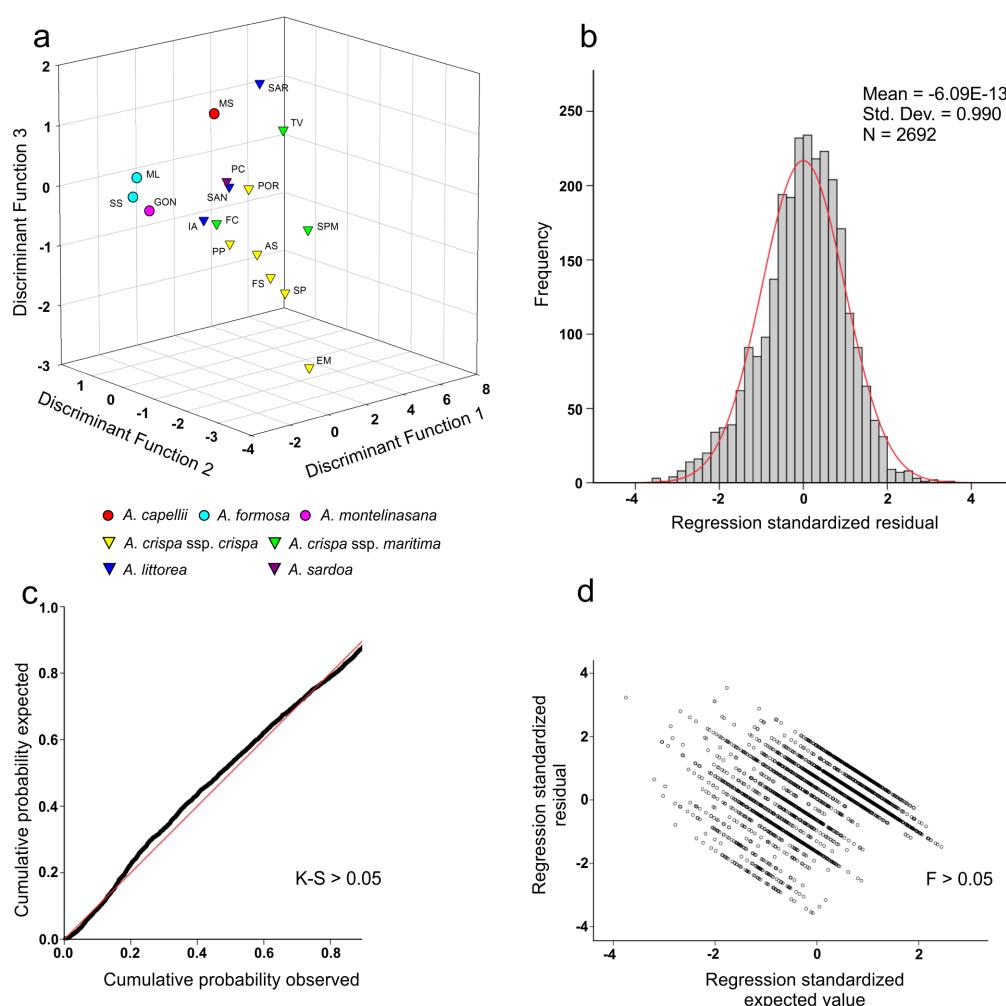 a
2
1
0
-1
-2
-3
Discriminant Function 3
MS
SAR
TV
ML
PC
SS
GON
SAN
POR
IA
FC
SPM
PP
AS
FS
SP
EM
1
0
-1
-2
-3
-4
Discriminant Function 2
-2
0
2
4
6
8
Discriminant Function 1
A. capellii
A. formosa
A. montelinasana
A. crispa ssp. crispa
A. crispa ssp. maritima
A. littorea
A. sardoa
b
Mean = -6.09E-13
Std. Dev. = 0.990
N = 2692
250
200
150
100
50
0
Frequency
-4 -2 0 2 4
Regression standardized residual
c
1.0
0.8
0.6
0.4
0.2
0.0
Cumulative probability expected
K-S > 0.05
0.0 0.2 0.4 0.6 0.8
Cumulative probability observed
d
4
2
0
-2
-4
Regression standardized
residual
F > 0.05
-4 -2 0 2
Regression standardized
expected value